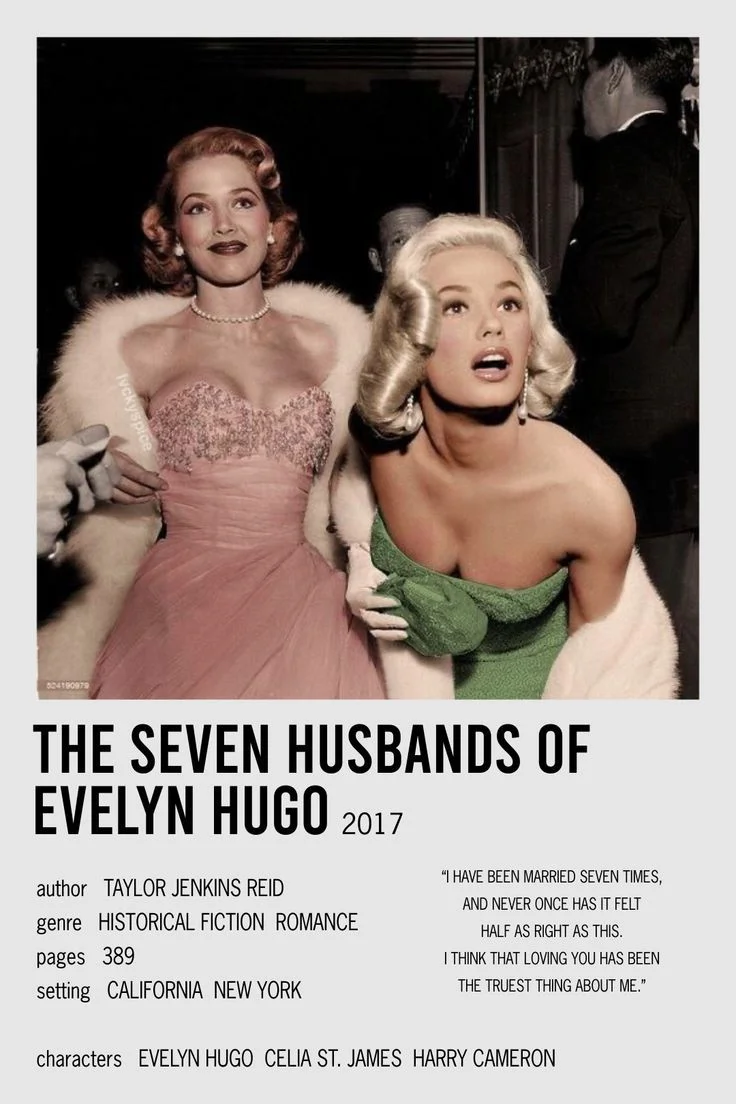 lvckyspice
524190979
THE SEVEN HUSBANDS OF
EVELYN HUGO 2017
author TAYLOR JENKINS REID
genre HISTORICAL FICTION ROMANCE
pages 389
setting CALIFORNIA NEW YORK
"I HAVE BEEN MARRIED SEVEN TIMES,
AND NEVER ONCE HAS IT FELT
HALF AS RIGHT AS THIS.
I THINK THAT LOVING YOU HAS BEEN
THE TRUEST THING ABOUT ME."
characters EVELYN HUGO CELIA ST. JAMES HARRY CAMERON